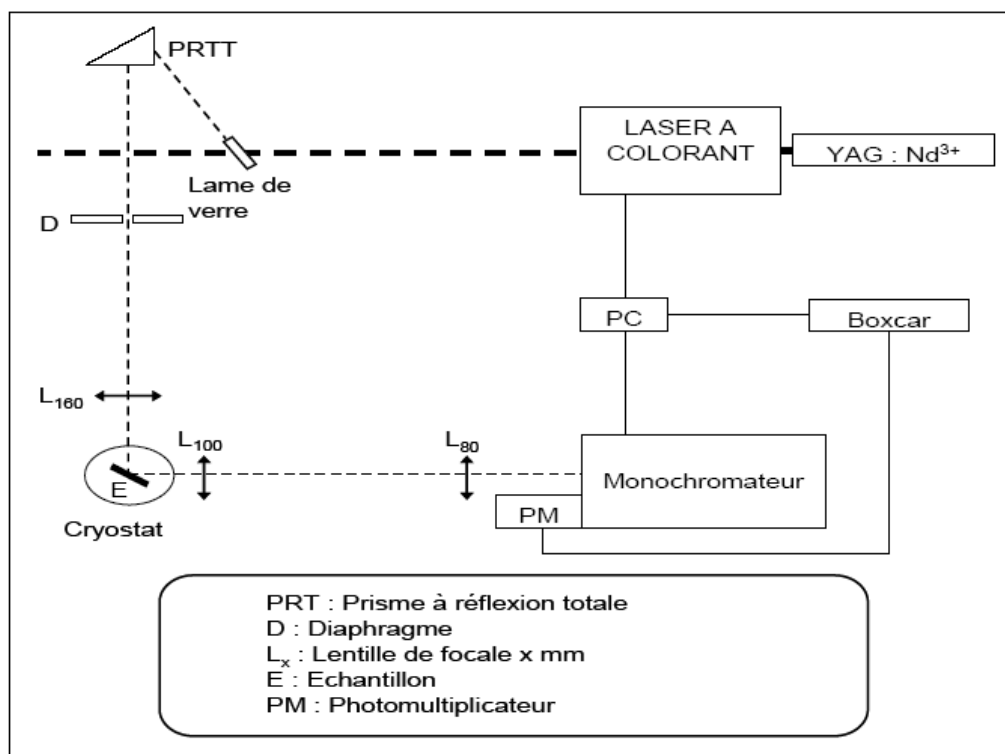 PRTT
LASER A
COLORANT
YAG : Nd³⁺
Lame de
verre
D
PC
Boxcar
L₁₆₀
L₁₀₀
L₈₀
E
Monochromateur
PM
Cryostat
PRT : Prisme à réflexion totale
D : Diaphragme
Lₓ : Lentille de focale x mm
E : Echantillon
PM : Photomultiplicateur